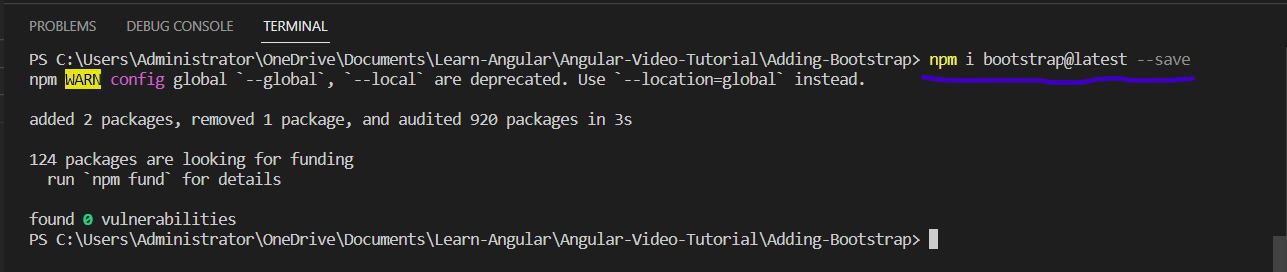 PROBLEMS DEBUG CONSOLE TERMINAL
PS C:\Users\Administrator\OneDrive\Documents\Learn-Angular\Angular-Video-Tutorial\Adding-Bootstrap> npm i bootstrap@latest --save
npm WARN config global `--global`, `--local` are deprecated. Use `--location=global` instead.
added 2 packages, removed 1 package, and audited 920 packages in 3s
124 packages are looking for funding
  run `npm fund` for details
found 0 vulnerabilities
PS C:\Users\Administrator\OneDrive\Documents\Learn-Angular\Angular-Video-Tutorial\Adding-Bootstrap>